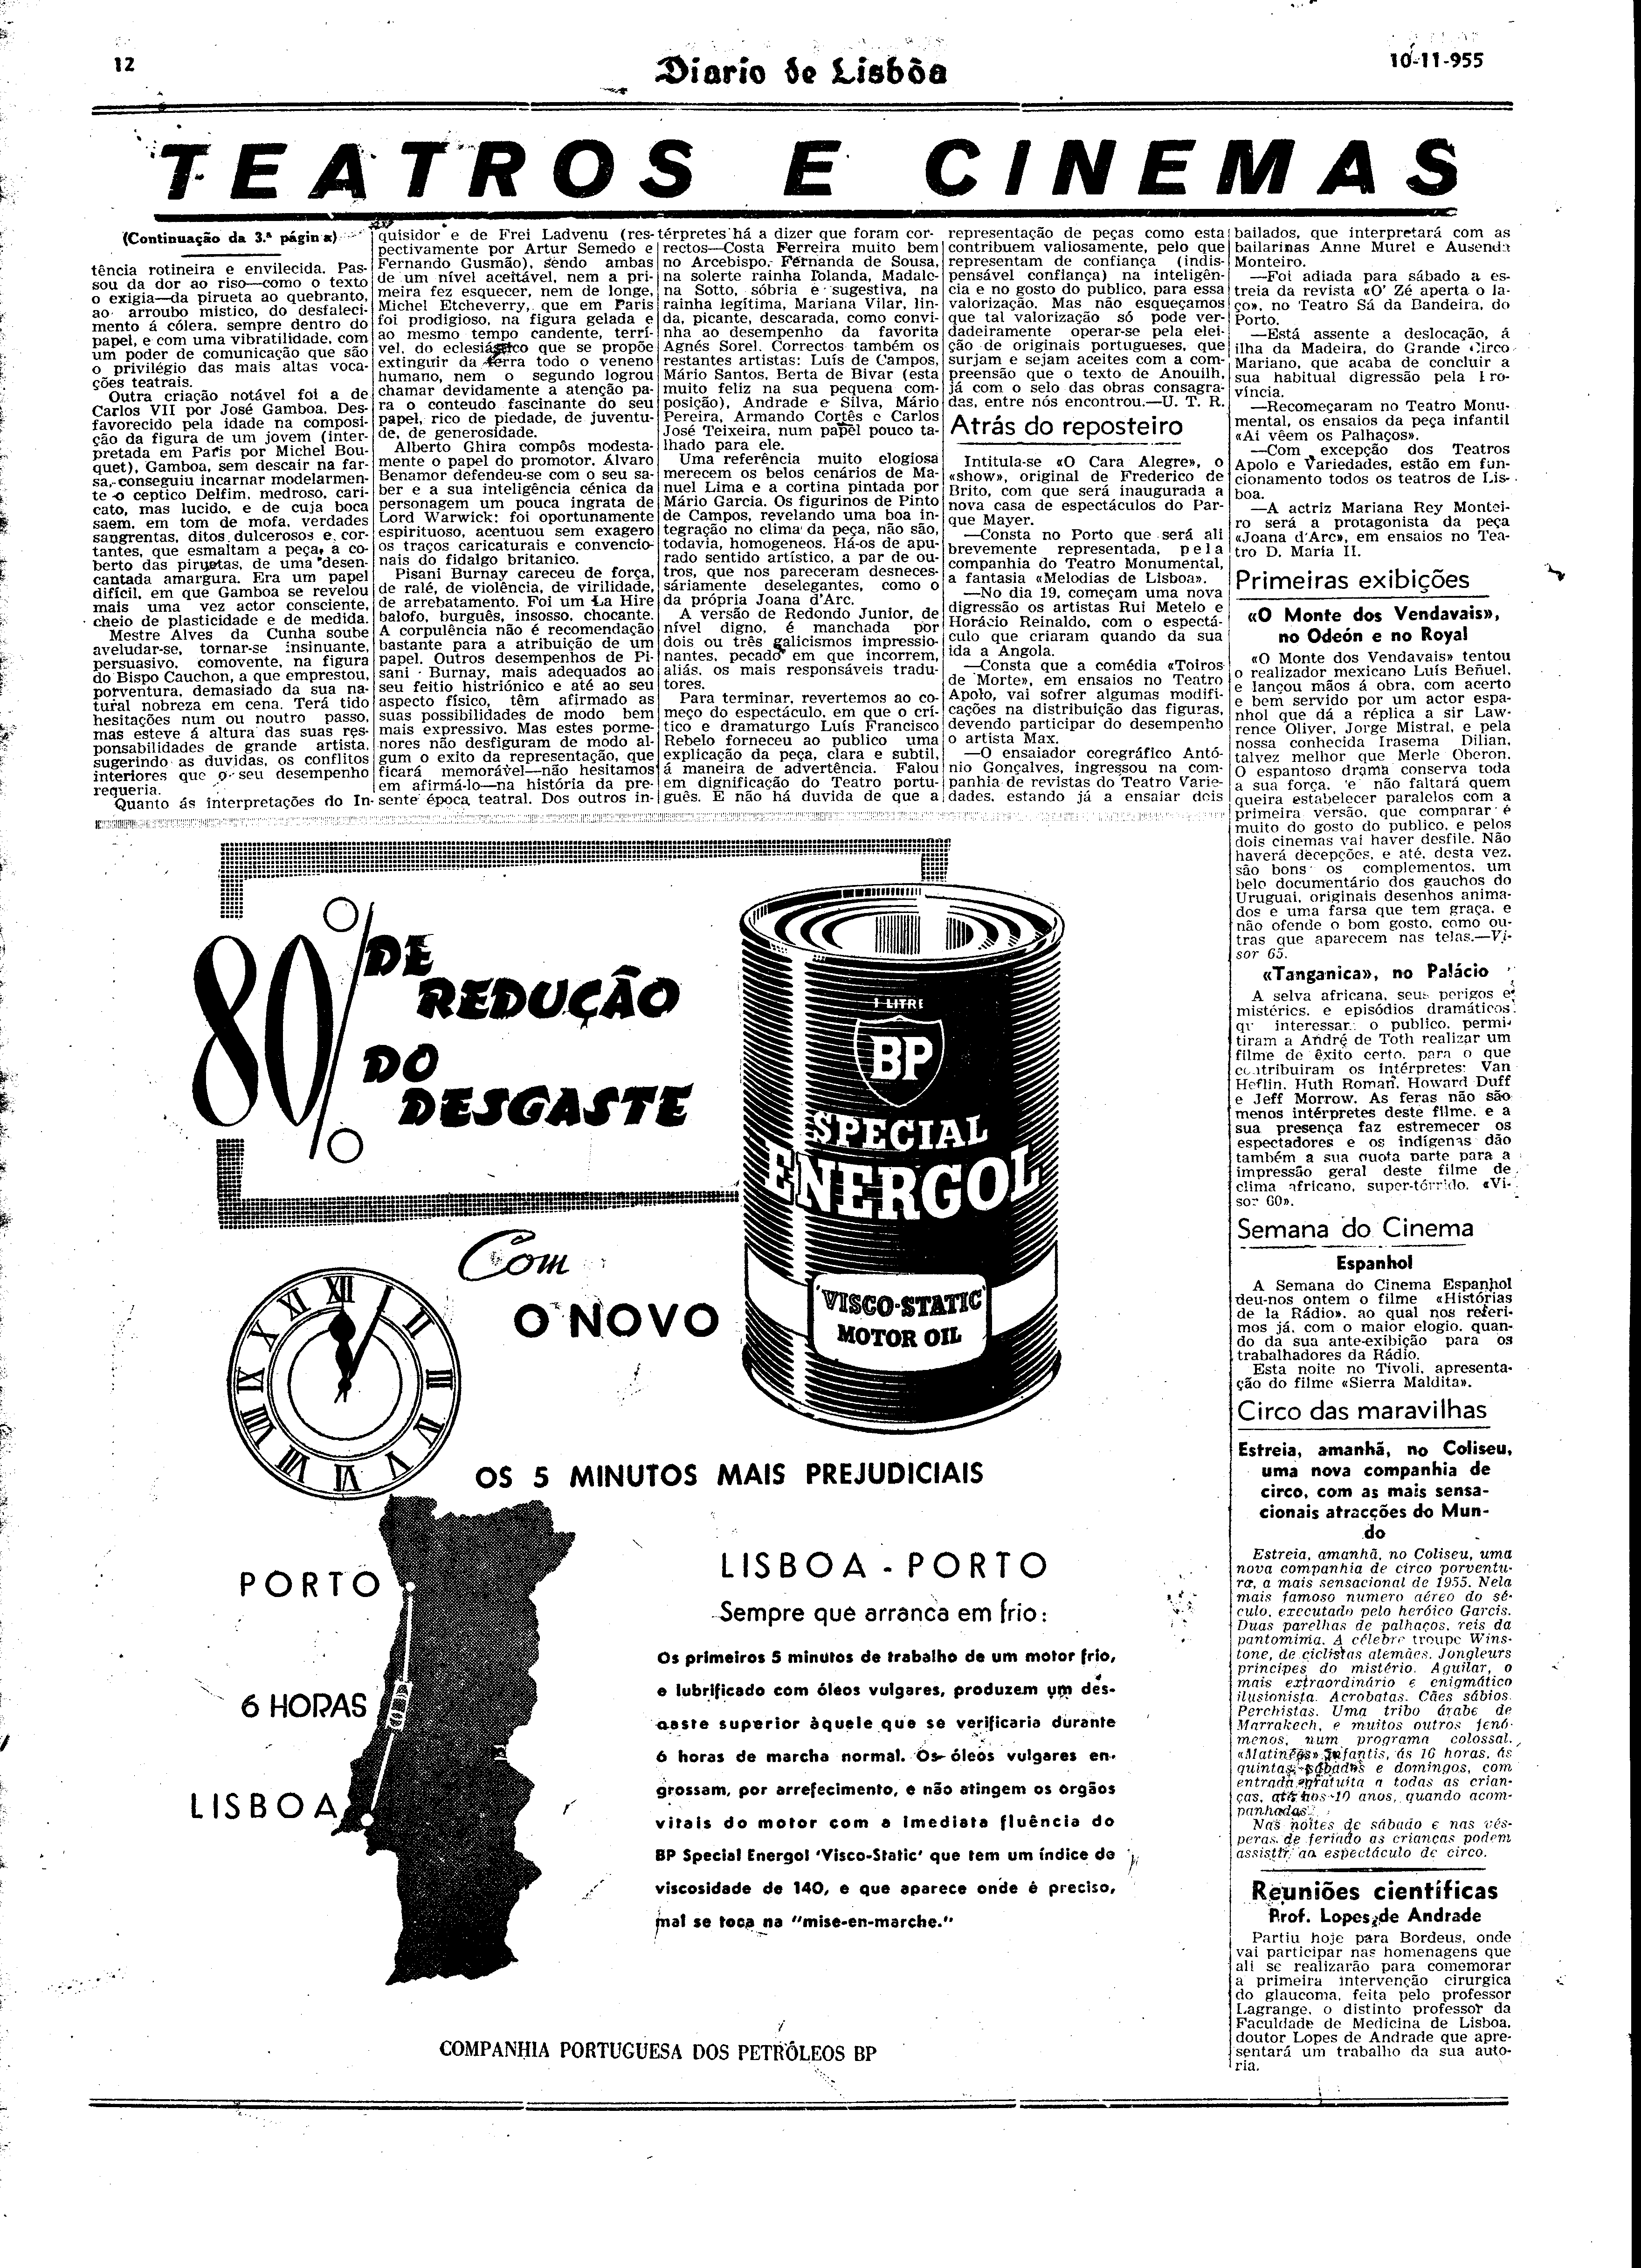 12
Diario de Lisbôa
10-11-955
TEATROS E CINEMAS
(Continuação da 3.ª página)
tência rotineira e envilecida. Pas-
sou da dor ao riso—como o texto
o exigia—da pirueta ao quebranto,
ao arroubo místico, do desfaleci-
mento á cólera, sempre dentro do
papel, e com uma vibratilidade, com
um poder de comunicação que são
o privilégio das mais altas voca-
ções teatrais.
Outra criação notável foi a de
Carlos VII por José Gamboa. Des-
favorecido pela idade na composi-
ção da figura de um jovem (inter-
pretada em Paris por Michel Bou-
quet), Gamboa, sem descair na far-
sa, conseguiu incarnar modelarmen-
te o ceptico Delfim, medroso, cari-
cato, mas lucido, e de cuja boca
saem, em tom de mofa, verdades
sangrentas, ditos dulcerosos e cor-
tantes, que esmaltam a peça, a co-
berto das piruetas, de uma desen-
cantada amargura. Era um papel
difícil, em que Gamboa se revelou
mais uma vez actor consciente,
cheio de plasticidade e de medida.
Mestre Alves da Cunha soube
aveludar-se, tornar-se insinuante,
persuasivo, comovente, na figura
do Bispo Cauchon, a que emprestou,
porventura, demasiado da sua na-
tural nobreza em cena. Terá tido
hesitações num ou noutro passo,
mas esteve á altura das suas res-
ponsabilidades de grande artista,
sugerindo as duvidas, os conflitos
interiores que o seu desempenho
requeria.
Quanto ás interpretações do In-
quisidor e de Frei Ladvenu (res-
pectivamente por Artur Semedo e
Fernando Gusmão), sendo ambas
de um nível aceitável, nem a pri-
meira fez esquecer, nem de longe,
Michel Etcheverry, que em Paris
foi prodigioso, na figura gelada e
ao mesmo tempo candente, terrí-
vel, do eclesiástico que se propõe
extinguir da terra todo o veneno
humano, nem o segundo logrou
chamar devidamente a atenção pa-
ra o conteudo fascinante do seu
papel, rico de piedade, de juventu-
de, de generosidade.
Alberto Ghira compôs modesta-
mente o papel do promotor. Álvaro
Benamor defendeu-se com o seu sa-
ber e a sua inteligência cénica da
personagem um pouca ingrata de
Lord Warwick: foi oportunamente
espirituoso, acentuou sem exagero
os traços caricaturais e convencio-
nais do fidalgo britanico.
Pisani Burnay careceu de força,
de ralé, de violência, de virilidade,
de arrebatamento. Foi um La Hire
balofo, burguês, insosso, chocante.
A corpulência não é recomendação
bastante para a atribuição de um
papel. Outros desempenhos de Pi-
sani Burnay, mais adequados ao
seu feitio histriónico e até ao seu
aspecto físico, têm afirmado as
suas possibilidades de modo bem
mais expressivo. Mas estes porme-
nores não desfiguram de modo al-
gum o exito da representação, que
ficará memorável—não hesitamos
em afirmá-lo—na história da pre-
sente época teatral. Dos outros in-
térpretes há a dizer que foram cor-
rectos—Costa Ferreira muito bem
no Arcebispo, Fernanda de Sousa,
na solerte rainha Iolanda, Madale-
na Sotto, sóbria e sugestiva, na
rainha legítima, Mariana Vilar, lin-
da, picante, descarada, como convi-
nha ao desempenho da favorita
Agnés Sorel. Correctos também os
restantes artistas: Luís de Campos,
Mário Santos, Berta de Bivar (esta
muito feliz na sua pequena com-
posição), Andrade e Silva, Mário
Pereira, Armando Cortês e Carlos
José Teixeira, num papel pouco ta-
lhado para ele.
Uma referência muito elogiosa
merecem os belos cenários de Ma-
nuel Lima e a cortina pintada por
Mário Garcia. Os figurinos de Pinto
de Campos, revelando uma boa in-
tegração no clima da peça, não são,
todavia, homogeneos. Há-os de apu-
rado sentido artístico, a par de ou-
tros, que nos pareceram desneces-
sáriamente deselegantes, como o
da própria Joana d'Arc.
A versão de Redondo Junior, de
nível digno, é manchada por
dois ou três galicismos impressio-
nantes, pecado em que incorrem,
aliás, os mais responsáveis tradu-
tores.
Para terminar, revertemos ao co-
meço do espectáculo, em que o crí-
tico e dramaturgo Luís Francisco
Rebelo forneceu ao publico uma
explicação da peça, clara e subtil,
á maneira de advertência. Falou
em dignificação do Teatro portu-
guês. E não há duvida de que a
representação de peças como esta
contribuem valiosamente, pelo que
representam de confiança (indis-
pensável confiança) na inteligên-
cia e no gosto do publico, para essa
valorização. Mas não esqueçamos
que tal valorização só pode ver-
dadeiramente operar-se pela elei-
ção de originais portugueses, que
surjam e sejam aceites com a com-
preensão que o texto de Anouilh,
já com o selo das obras consagra-
das, entre nós encontrou.—U. T. R.
Atrás do reposteiro
Intitula-se «O Cara Alegre», o
«show», original de Frederico de
Brito, com que será inaugurada a
nova casa de espectáculos do Par-
que Mayer.
—Consta no Porto que será ali
brevemente representada, pela
companhia do Teatro Monumental,
a fantasia «Melodias de Lisboa».
—No dia 19, começam uma nova
digressão os artistas Rui Metelo e
Horácio Reinaldo, com o espectá-
culo que criaram quando da sua
ida a Angola.
—Consta que a comédia «Toiros
de Morte», em ensaios no Teatro
Apolo, vai sofrer algumas modifi-
cações na distribuição das figuras,
devendo participar do desempenho
o artista Max.
—O ensaiador coregráfico Antó-
nio Gonçalves, ingressou na com-
panhia de revistas do Teatro Varie-
dades, estando já a ensaiar dois
bailados, que interpretará com as
bailarinas Anne Murel e Ausenda
Monteiro.
—Foi adiada para sábado a es-
treia da revista «O' Zé aperta o la-
ço», no Teatro Sá da Bandeira, do
Porto.
—Está assente a deslocação, á
ilha da Madeira, do Grande Circo
Mariano, que acaba de concluir a
sua habitual digressão pela Pro-
víncia.
—Recomeçaram no Teatro Monu-
mental, os ensaios da peça infantil
«Aí vêem os Palhaços».
—Com excepção dos Teatros
Apolo e Variedades, estão em fun-
cionamento todos os teatros de Lis-
boa.
—A actriz Mariana Rey Montei-
ro será a protagonista da peça
«Joana d'Arc», em ensaios no Tea-
tro D. Maria II.
Primeiras exibições
«O Monte dos Vendavais»,
no Odeón e no Royal
«O Monte dos Vendavais» tentou
o realizador mexicano Luís Beñuel,
e lançou mãos á obra, com acerto
e bem servido por um actor espa-
nhol que dá a réplica a sir Law-
rence Oliver, Jorge Mistral, e pela
nossa conhecida Irasema Dilian,
talvez melhor que Merle Oberon.
O espantoso drama conserva toda
a sua força, e não faltará quem
queira estabelecer paralelos com a
primeira versão, que comparar é
muito do gosto do publico, e pelos
dois cinemas vai haver desfile. Não
haverá decepções, e até, desta vez,
são bons os complementos, um
belo documentário dos gauchos do
Uruguai, originais desenhos anima-
dos e uma farsa que tem graça, e
não ofende o bom gosto, como ou-
tras que aparecem nas telas.—Vi-
sor 65.
«Tanganica», no Palácio
A selva africana, seus perigos e
mistérios, e episódios dramáticos
interessar o publico, permi-
tiram a André de Toth realizar um
filme de êxito certo, para o que
contribuiram os intérpretes: Van
Heflin, Huth Roman, Howard Duff
e Jeff Morrow. As feras não são
menos intérpretes deste filme, e a
sua presença faz estremecer os
espectadores e os indígenas dão
também a sua quota parte para a
impressão geral deste filme de
clima africano, super-tórrido. «Vi-
sor 60».
Semana do Cinema
Espanhol
A Semana do Cinema Espanhol
deu-nos ontem o filme «Histórias
de la Rádio», ao qual nos referi-
mos já, com o maior elogio, quan-
do da sua ante-exibição para os
trabalhadores da Rádio.
Esta noite no Tivoli, apresenta-
ção do filme «Sierra Maldita».
Circo das maravilhas
Estreia, amanhã, no Coliseu,
uma nova companhia de
circo, com as mais sensa-
cionais atracções do Mun-
do
Estreia, amanhã, no Coliseu, uma
nova companhia de circo porventu-
ra, a mais sensacional de 1955. Nela
mais famoso numero aéreo do sé-
culo, executado pelo heróico Garcis.
Duas parelhas de palhaços, reis da
pantomima. A célebre troupe Wins-
tone, de ciclistas alemães. Jongleurs
príncipes do mistério. Aguilar, o
mais extraordinário e enigmático
ilusionista. Acrobatas. Cães sábios.
Perchistas. Uma tribo árabe de
Marrakech, e muitos outros fenó-
menos, num programa colossal.
«Matinées» infantis, ás 16 horas, ás
quintas, sábados e domingos, com
entrada gratuita a todas as crian-
ças, até aos 10 anos, quando acom-
panhadas.
Nas noites de sábado e nas vés-
peras de feriado as crianças podem
assistir ao espectáculo de circo.
Reuniões científicas
Prof. Lopes de Andrade
Partiu hoje para Bordeus, onde
vai participar nas homenagens que
ali se realizarão para comemorar
a primeira intervenção cirurgica
do glaucoma, feita pelo professor
Lagrange, o distinto professor da
Faculdade de Medicina de Lisboa,
doutor Lopes de Andrade que apre-
sentará um trabalho da sua auto-
ria.
80% DE
REDUÇÃO
DO
DESGASTE
1 LITRE
BP
SPECIAL
ENERGOL
VISCO-STATIC
MOTOR OIL
Com
O NOVO
XII
I
II
III
IV
V
VI
VII
VIII
IX
X
XI
OS 5 MINUTOS MAIS PREJUDICIAIS
PORTO
6 HORAS
LISBOA
LISBOA - PORTO
Sempre que arranca em frio:
Os primeiros 5 minutos de trabalho de um motor frio,
e lubrificado com óleos vulgares, produzem um des-
gaste superior àquele que se verificaria durante
6 horas de marcha normal. Os óleos vulgares en-
grossam, por arrefecimento, e não atingem os orgãos
vitais do motor com a imediata fluência do
BP Special Energol 'Visco-Static' que tem um índice de
viscosidade de 140, e que aparece onde é preciso,
mal se toca na "mise-en-marche."
COMPANHIA PORTUGUESA DOS PETRÓLEOS BP